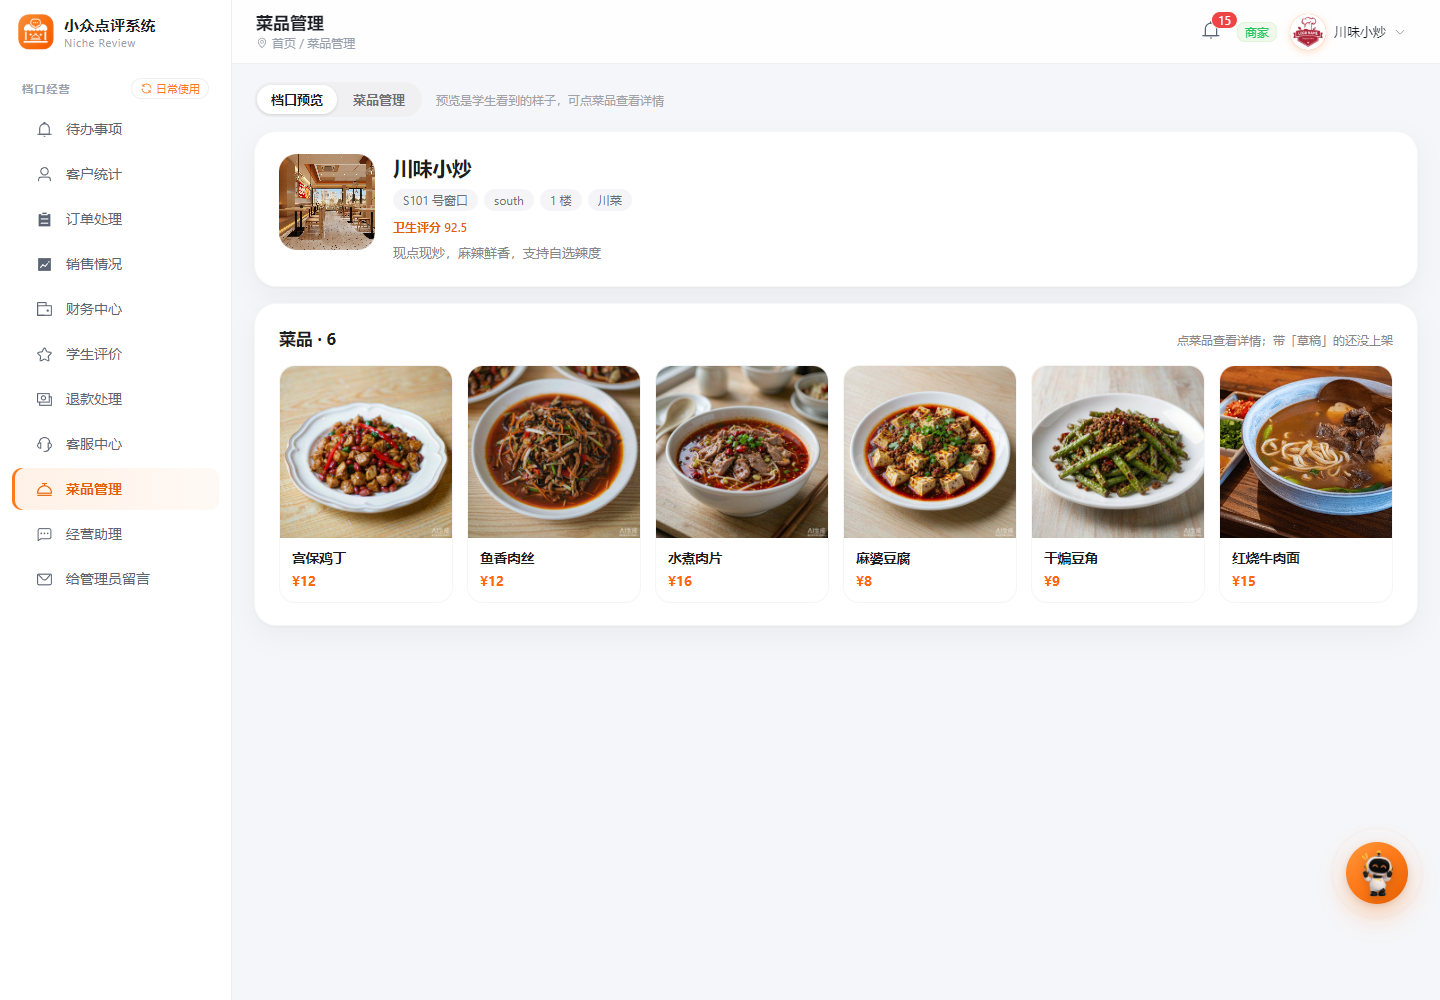 小众点评系统
Niche Review
档口经营
日常使用
待办事项
客户统计
订单处理
销售情况
财务中心
学生评价
退款处理
客服中心
菜品管理
经营助理
给管理员留言
菜品管理
首页 / 菜品管理
15
商家
川味小炒
档口预览
菜品管理
预览是学生看到的样子，可点菜品查看详情
川味小炒
S101 号窗口
south
1 楼
川菜
卫生评分 92.5
现点现炒，麻辣鲜香，支持自选辣度
菜品 · 6
点菜品查看详情；带「草稿」的还没上架
宫保鸡丁
¥12
鱼香肉丝
¥12
水煮肉片
¥16
麻婆豆腐
¥8
干煸豆角
¥9
红烧牛肉面
¥15